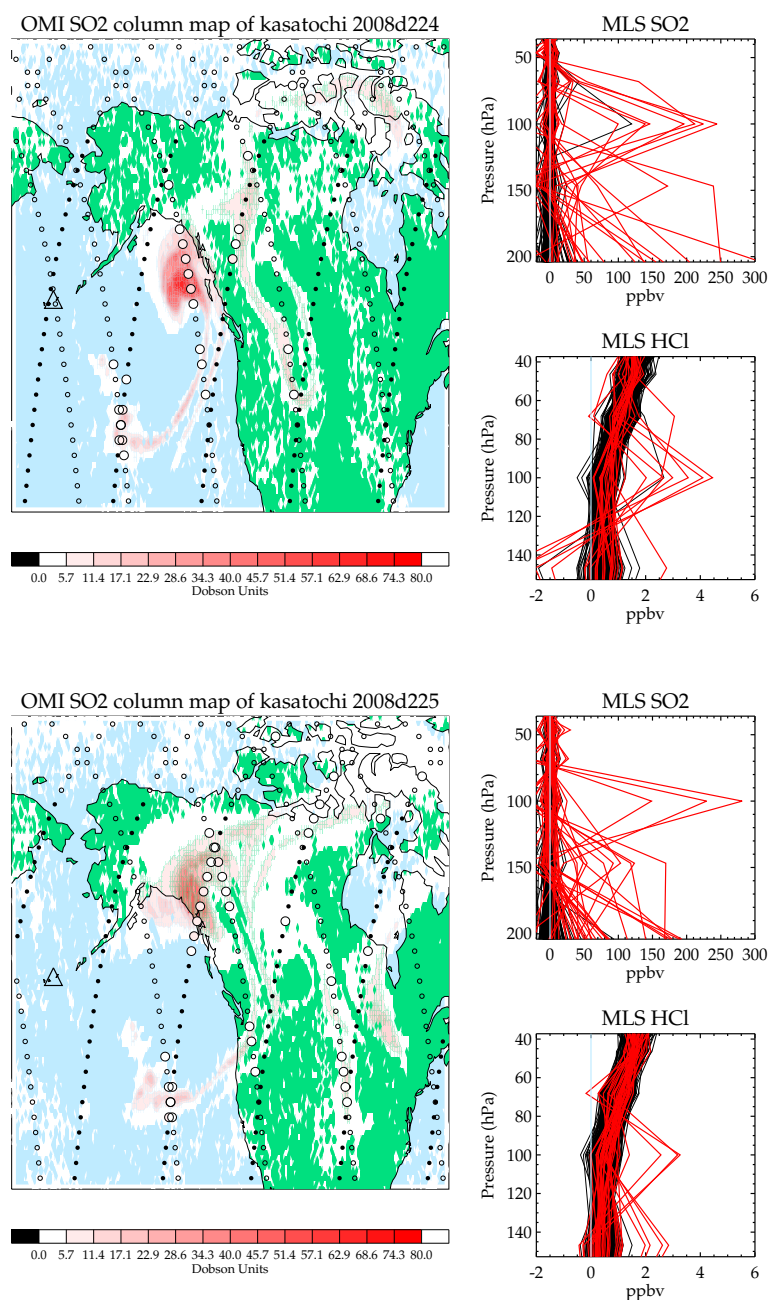 OMI SO2 column map of kasatochi 2008d224
0.0 5.7 11.4 17.1 22.9 28.6 34.3 40.0 45.7 51.4 57.1 62.9 68.6 74.3 80.0
Dobson Units
MLS SO2
Pressure (hPa)
50
100
150
200
0 50 100 150 200 250 300
ppbv
MLS HCl
Pressure (hPa)
40
60
80
100
120
140
-2 0 2 4 6
ppbv
OMI SO2 column map of kasatochi 2008d225
0.0 5.7 11.4 17.1 22.9 28.6 34.3 40.0 45.7 51.4 57.1 62.9 68.6 74.3 80.0
Dobson Units
MLS SO2
Pressure (hPa)
50
100
150
200
0 50 100 150 200 250 300
ppbv
MLS HCl
Pressure (hPa)
40
60
80
100
120
140
-2 0 2 4 6
ppbv